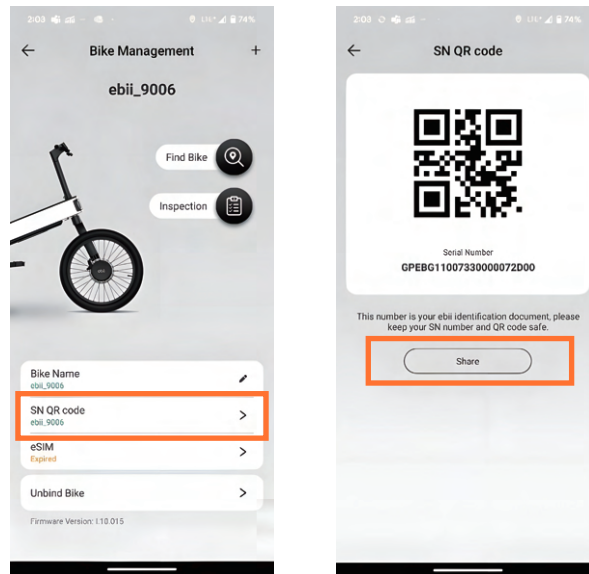 2:03
74%
Bike Management
+
ebii_9006
Find Bike
Inspection
Bike Name
ebii_9006
SN QR code
ebii_9006
eSIM
Expired
Unbind Bike
Firmware Version: 1.10.015
2:03
74%
SN QR code
Serial Number
GPEBG11007330000072D00
This number is your ebii identification document, please
keep your SN number and QR code safe.
Share